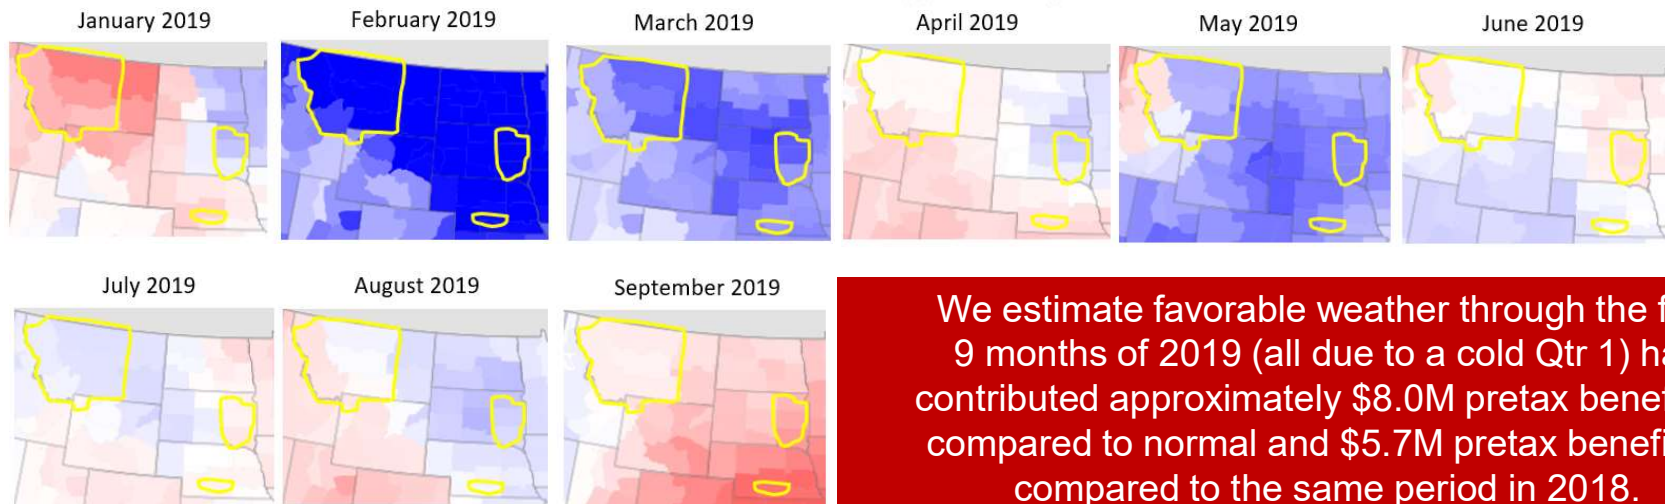 January 2019
February 2019
March 2019
April 2019
May 2019
June 2019
July 2019
August 2019
September 2019
We estimate favorable weather through the
9 months of 2019 (all due to a cold Qtr 1)
contributed approximately $8.0M pretax
compared to normal and $5.7M pretax
compared to the same period in 2018.